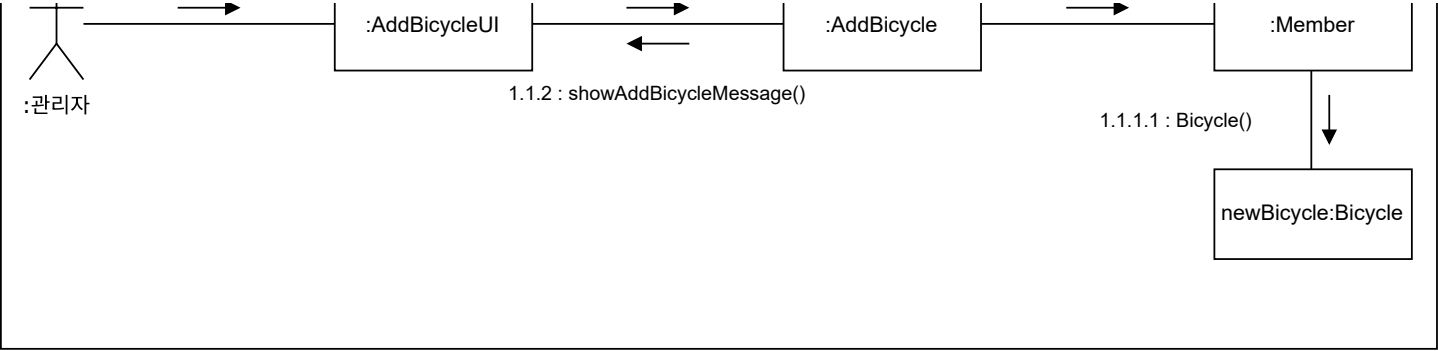 :AddBicycleUI
:AddBicycle
:Member
1.1.2 : showAddBicycleMessage()
:관리자
1.1.1.1 : Bicycle()
newBicycle:Bicycle